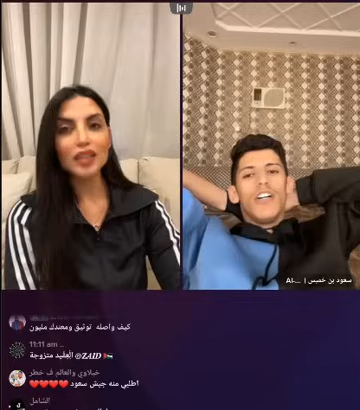 سعود بن خميس | ...Al
كيف واصله توثيق ومعندك مليون
11:11 am ..
العقيد متزوجة @ZAID
خبلاوي والعالم ف خطر
اطلبي منه جيش سعود ❤❤❤❤
الشامل